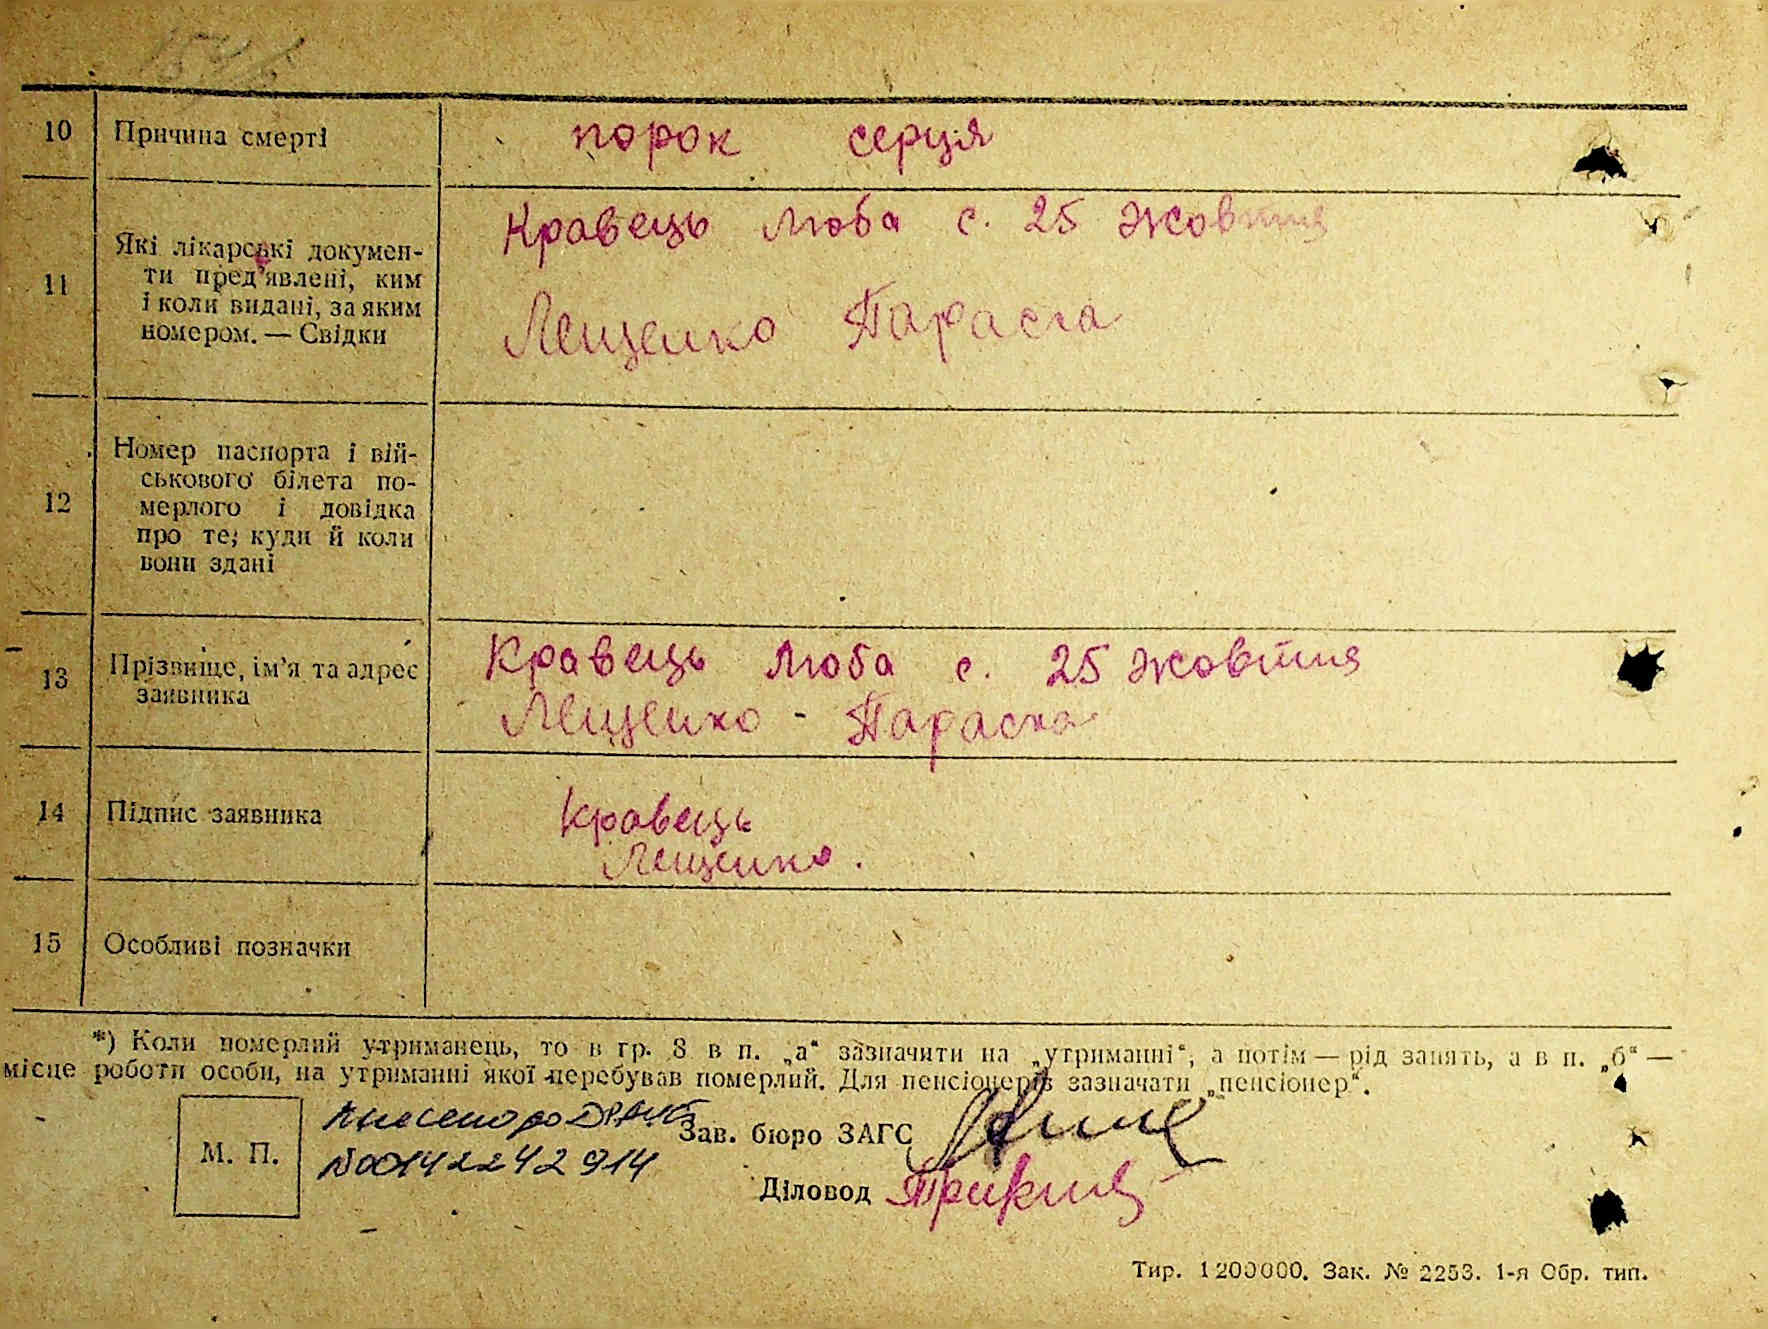 10 Причина смерті порок серця
11 Які лікарські докумен-
ти пред'явлені, ким
і коли видані, за яким
номером. — Свідки
Кравець Люба с. 25 Жовтня
Лещенко Параска
12 Номер паспорта і вій-
ськового білета по-
мерлого і довідка
про те, куди й коли
вони здані
13 Прізвище, ім'я та адрес
заявника
Кравець Люба с. 25 Жовтня
Лещенко - Параска
14 Підпис заявника Кравець
Лещенко.
15 Особливі позначки
*) Коли померлий утриманець, то в гр. 8 в п. „а“ зазначити на „утриманні“, а потім — рід занять, а в п. „б“ —
місце роботи особи, на утриманні якої перебував померлий. Для пенсіонерів зазначати „пенсіонер“.
М. П.
Внесено до ДРАЦС
№00142242914
Зав. бюро ЗАГС
Діловод
Тир. 1200000. Зак. № 2253. 1-я Обр. тип.